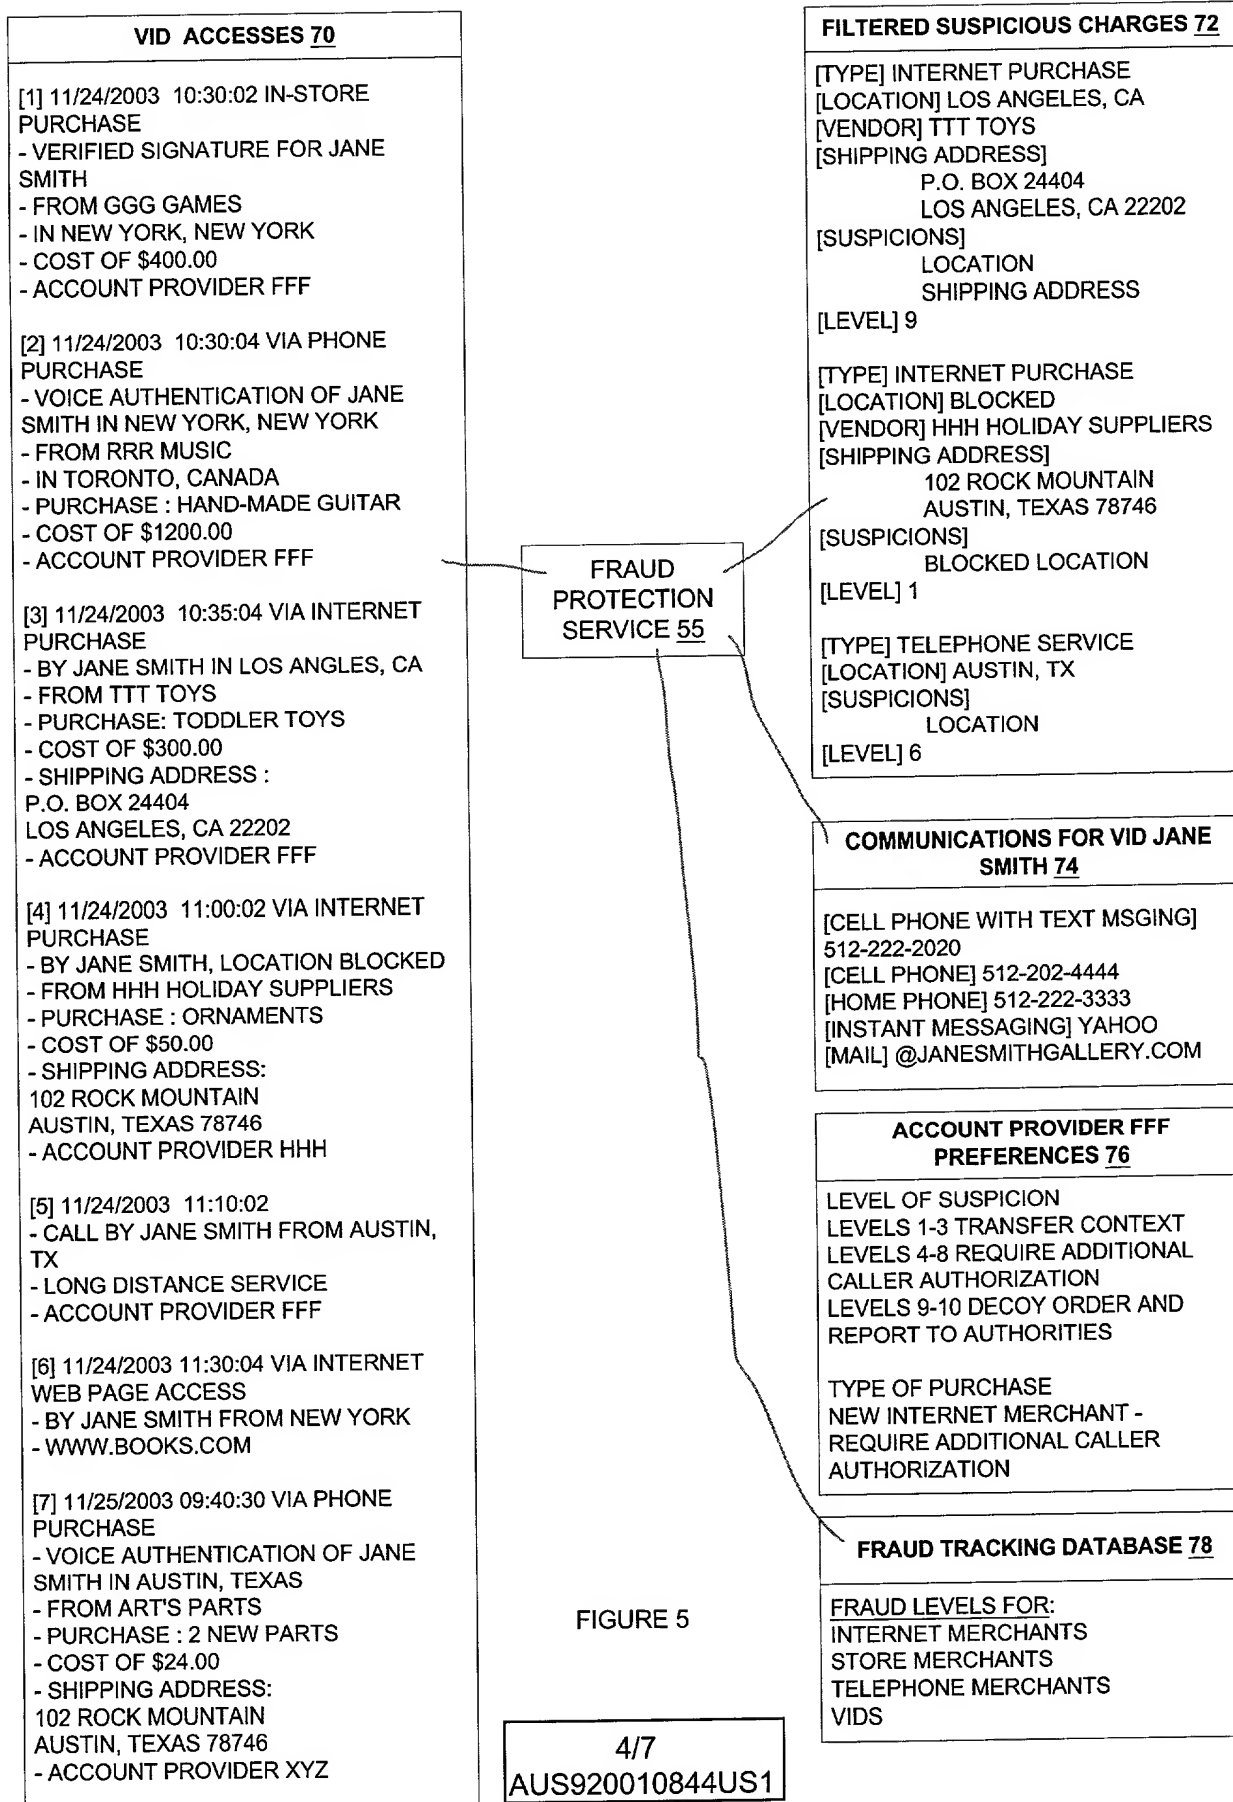 VID ACCESSES 70
[1] 11/24/2003 10:30:02 IN-STORE
PURCHASE
- VERIFIED SIGNATURE FOR JANE
SMITH
- FROM GGG GAMES
- IN NEW YORK, NEW YORK
- COST OF $400.00
- ACCOUNT PROVIDER FFF
[2] 11/24/2003 10:30:04 VIA PHONE
PURCHASE
- VOICE AUTHENTICATION OF JANE
SMITH IN NEW YORK, NEW YORK
- FROM RRR MUSIC
- IN TORONTO, CANADA
- PURCHASE : HAND-MADE GUITAR
- COST OF $1200.00
- ACCOUNT PROVIDER FFF
[3] 11/24/2003 10:35:04 VIA INTERNET
PURCHASE
- BY JANE SMITH IN LOS ANGLES, CA
- FROM TTT TOYS
- PURCHASE: TODDLER TOYS
- COST OF $300.00
- SHIPPING ADDRESS :
P.O. BOX 24404
LOS ANGELES, CA 22202
- ACCOUNT PROVIDER FFF
[4] 11/24/2003 11:00:02 VIA INTERNET
PURCHASE
- BY JANE SMITH, LOCATION BLOCKED
- FROM HHH HOLIDAY SUPPLIERS
- PURCHASE : ORNAMENTS
- COST OF $50.00
- SHIPPING ADDRESS:
102 ROCK MOUNTAIN
AUSTIN, TEXAS 78746
- ACCOUNT PROVIDER HHH
[5] 11/24/2003 11:10:02
- CALL BY JANE SMITH FROM AUSTIN,
TX
- LONG DISTANCE SERVICE
- ACCOUNT PROVIDER FFF
[6] 11/24/2003 11:30:04 VIA INTERNET
WEB PAGE ACCESS
- BY JANE SMITH FROM NEW YORK
- WWW.BOOKS.COM
[7] 11/25/2003 09:40:30 VIA PHONE
PURCHASE
- VOICE AUTHENTICATION OF JANE
SMITH IN AUSTIN, TEXAS
- FROM ART'S PARTS
- PURCHASE : 2 NEW PARTS
- COST OF $24.00
- SHIPPING ADDRESS:
102 ROCK MOUNTAIN
AUSTIN, TEXAS 78746
- ACCOUNT PROVIDER XYZ
FRAUD
PROTECTION
SERVICE 55
FILTERED SUSPICIOUS CHARGES 72
[TYPE] INTERNET PURCHASE
[LOCATION] LOS ANGELES, CA
[VENDOR] TTT TOYS
[SHIPPING ADDRESS]
P.O. BOX 24404
LOS ANGELES, CA 22202
[SUSPICIONS]
LOCATION
SHIPPING ADDRESS
[LEVEL] 9
[TYPE] INTERNET PURCHASE
[LOCATION] BLOCKED
[VENDOR] HHH HOLIDAY SUPPLIERS
[SHIPPING ADDRESS]
102 ROCK MOUNTAIN
AUSTIN, TEXAS 78746
[SUSPICIONS]
BLOCKED LOCATION
[LEVEL] 1
[TYPE] TELEPHONE SERVICE
[LOCATION] AUSTIN, TX
[SUSPICIONS]
LOCATION
[LEVEL] 6
COMMUNICATIONS FOR VID JANE
SMITH 74
[CELL PHONE WITH TEXT MSGING]
512-222-2020
[CELL PHONE] 512-202-4444
[HOME PHONE] 512-222-3333
[INSTANT MESSAGING] YAHOO
[MAIL] @JANESMITHGALLERY.COM
ACCOUNT PROVIDER FFF
PREFERENCES 76
LEVEL OF SUSPICION
LEVELS 1-3 TRANSFER CONTEXT
LEVELS 4-8 REQUIRE ADDITIONAL
CALLER AUTHORIZATION
LEVELS 9-10 DECOY ORDER AND
REPORT TO AUTHORITIES
TYPE OF PURCHASE
NEW INTERNET MERCHANT -
REQUIRE ADDITIONAL CALLER
AUTHORIZATION
FRAUD TRACKING DATABASE 78
FRAUD LEVELS FOR:
INTERNET MERCHANTS
STORE MERCHANTS
TELEPHONE MERCHANTS
VIDS
FIGURE 5
4/7
AUS920010844US1